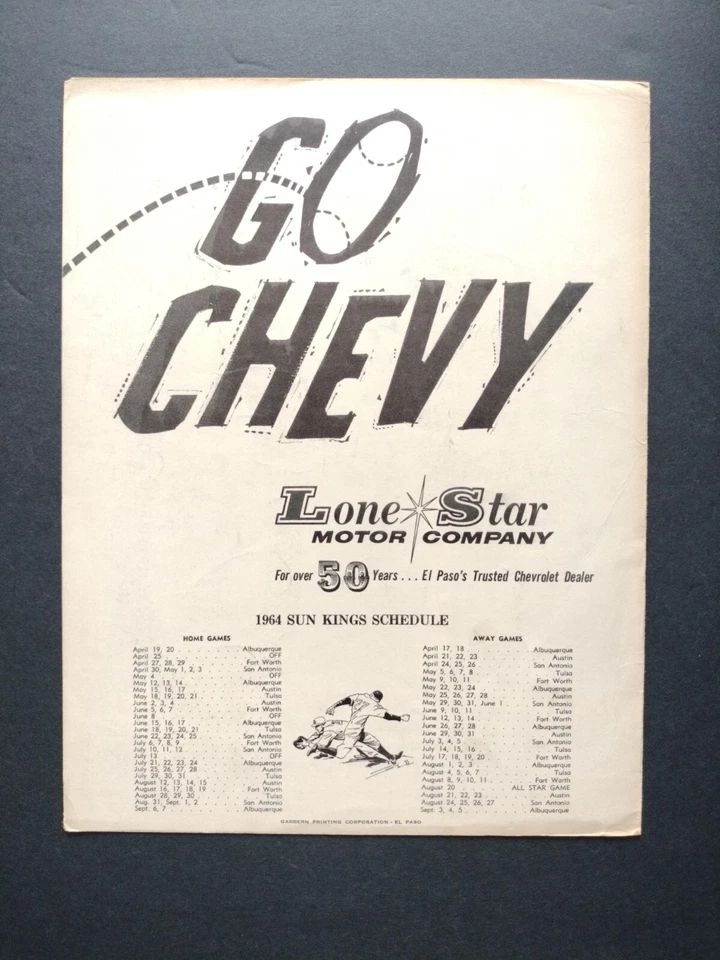 GO
CHEVY
Lone Star
MOTOR COMPANY
For over 50 Years . . . El Paso's Trusted Chevrolet Dealer
1964 SUN KINGS SCHEDULE
HOME GAMES
April 19, 20 . . . Albuquerque
April 25 . . . OFF
April 27, 28, 29 . . . Fort Worth
April 30, May 1, 2, 3 . . . San Antonio
May 4 . . . OFF
May 12, 13, 14 . . . Albuquerque
May 15, 16, 17 . . . Austin
May 18, 19, 20, 21 . . . Tulsa
June 2, 3, 4 . . . Austin
June 5, 6, 7 . . . Fort Worth
June 8 . . . OFF
June 15, 16, 17 . . . Albuquerque
June 18, 19, 20, 21 . . . Tulsa
June 22, 23, 24, 25 . . . San Antonio
July 6, 7, 8, 9 . . . Fort Worth
July 10, 11, 12 . . . San Antonio
July 13 . . . OFF
July 21, 22, 23, 24 . . . Albuquerque
July 25, 26, 27, 28 . . . Austin
July 29, 30, 31 . . . Tulsa
August 12, 13, 14, 15 . . . Austin
August 16, 17, 18, 19 . . . Fort Worth
August 28, 29, 30 . . . Tulsa
Aug. 31, Sept. 1, 2 . . . San Antonio
Sept. 6, 7 . . . Albuquerque
AWAY GAMES
April 17, 18 . . . Albuquerque
April 21, 22, 23 . . . Austin
April 24, 25, 26 . . . San Antonio
May 5, 6, 7, 8 . . . Tulsa
May 9, 10, 11 . . . Fort Worth
May 22, 23, 24 . . . Albuquerque
May 25, 26, 27, 28 . . . Austin
May 29, 30, 31, June 1 . . . San Antonio
June 9, 10, 11 . . . Tulsa
June 12, 13, 14 . . . Fort Worth
June 26, 27, 28 . . . Albuquerque
June 29, 30, 31 . . . Austin
July 3, 4, 5 . . . San Antonio
July 14, 15, 16 . . . Tulsa
July 17, 18, 19, 20 . . . Fort Worth
August 1, 2, 3 . . . Albuquerque
August 4, 5, 6, 7 . . . Tulsa
August 8, 9, 10, 11 . . . Fort Worth
August 20 . . . ALL STAR GAME
August 21, 22, 23 . . . Austin
August 24, 25, 26, 27 . . . San Antonio
Sept. 3, 4, 5 . . . Albuquerque
GARDERN PRINTING CORPORATION - EL PASO